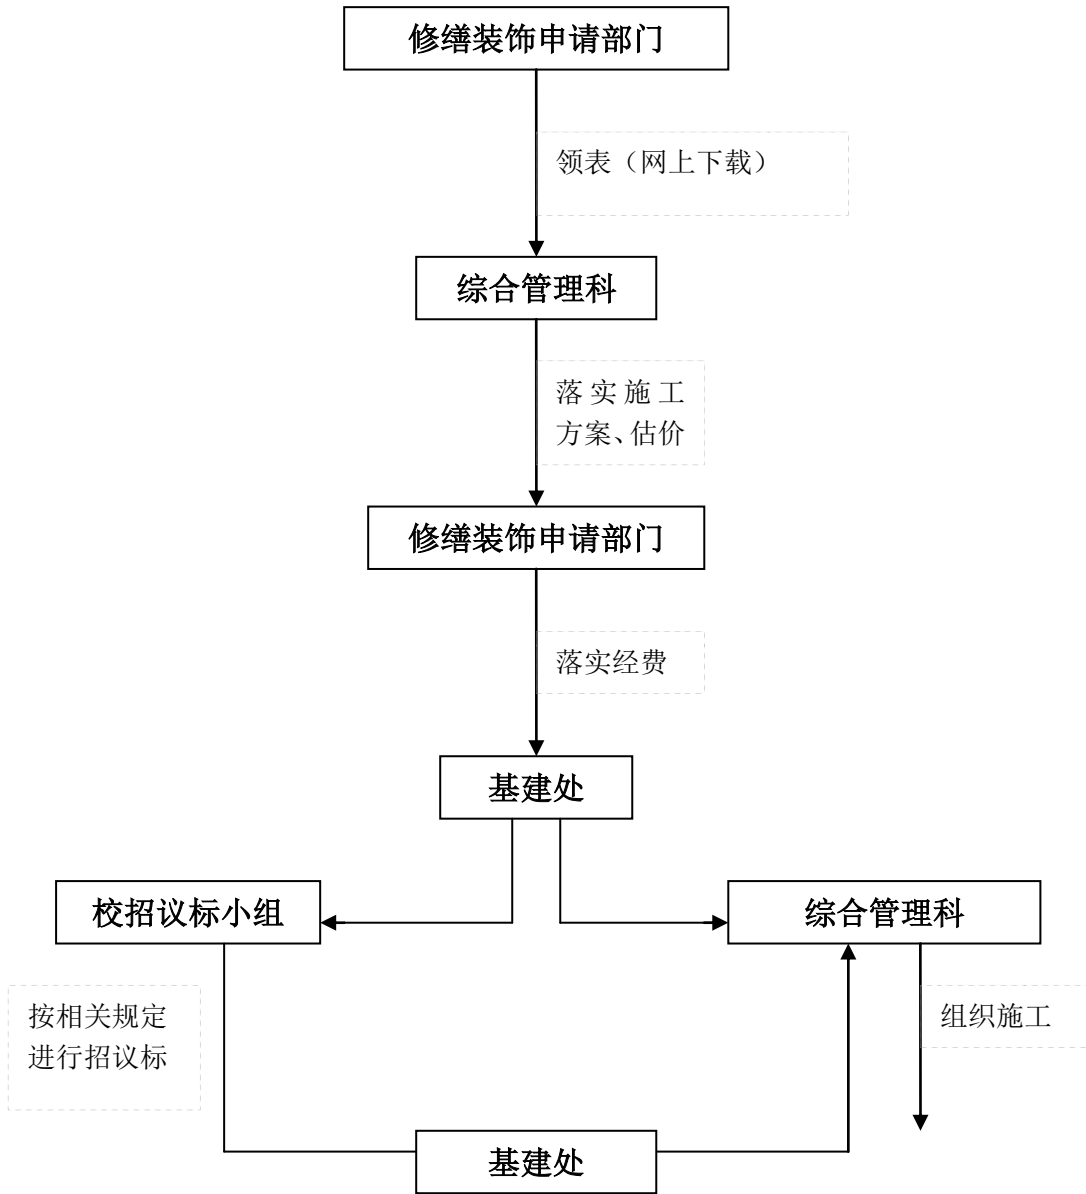 修缮装饰申请部门
领表（网上下载）
综合管理科
落实施工
方案、估价
修缮装饰申请部门
落实经费
基建处
校招议标小组
综合管理科
按相关规定
进行招议标
组织施工
基建处